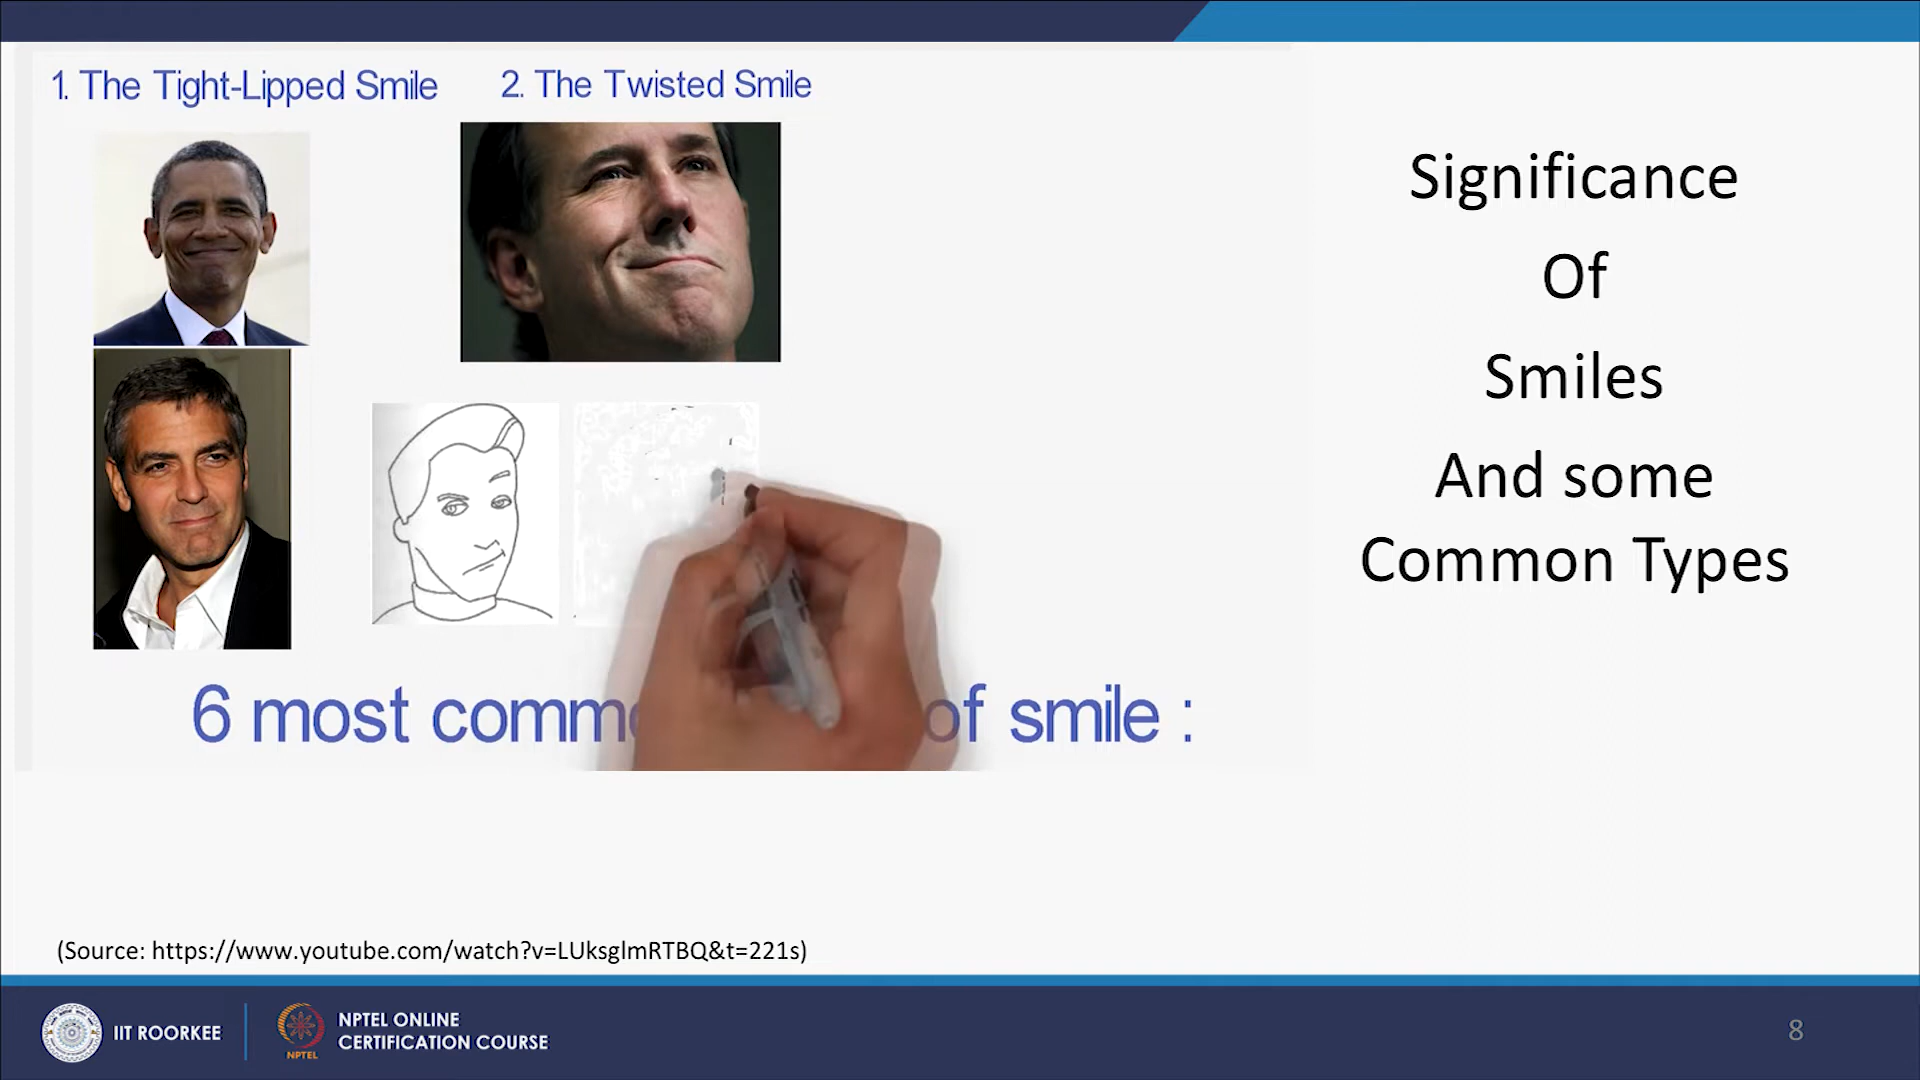 1. The Tight-Lipped Smile
2. The Twisted Smile
6 most of smile :
Significance
Of
Smiles
And some
Common Types
(Source: https://www.youtube.com/watch?v=LUksglmRTBQ&t=221s)
IIT ROORKEE
NPTEL
NPTEL ONLINE
CERTIFICATION COURSE
8